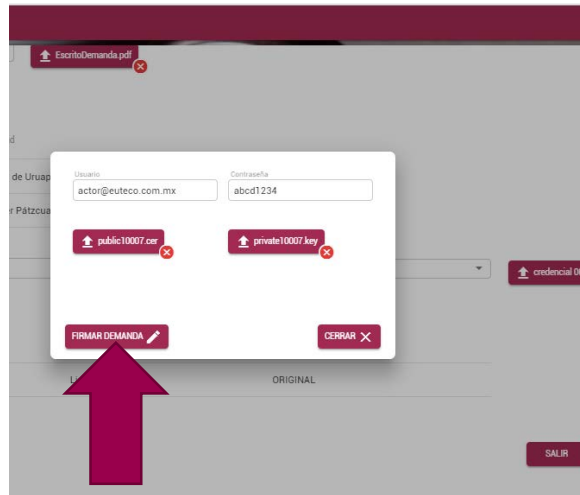 EscritoDemanda.pdf
d
de Uruap
r Pátzcua
Usuario
Contraseña
actor@euteco.com.mx
abcd1234
public10007.cer
private10007.key
credencial 0
FIRMAR DEMANDA
CERRAR
ORIGINAL
SALIR